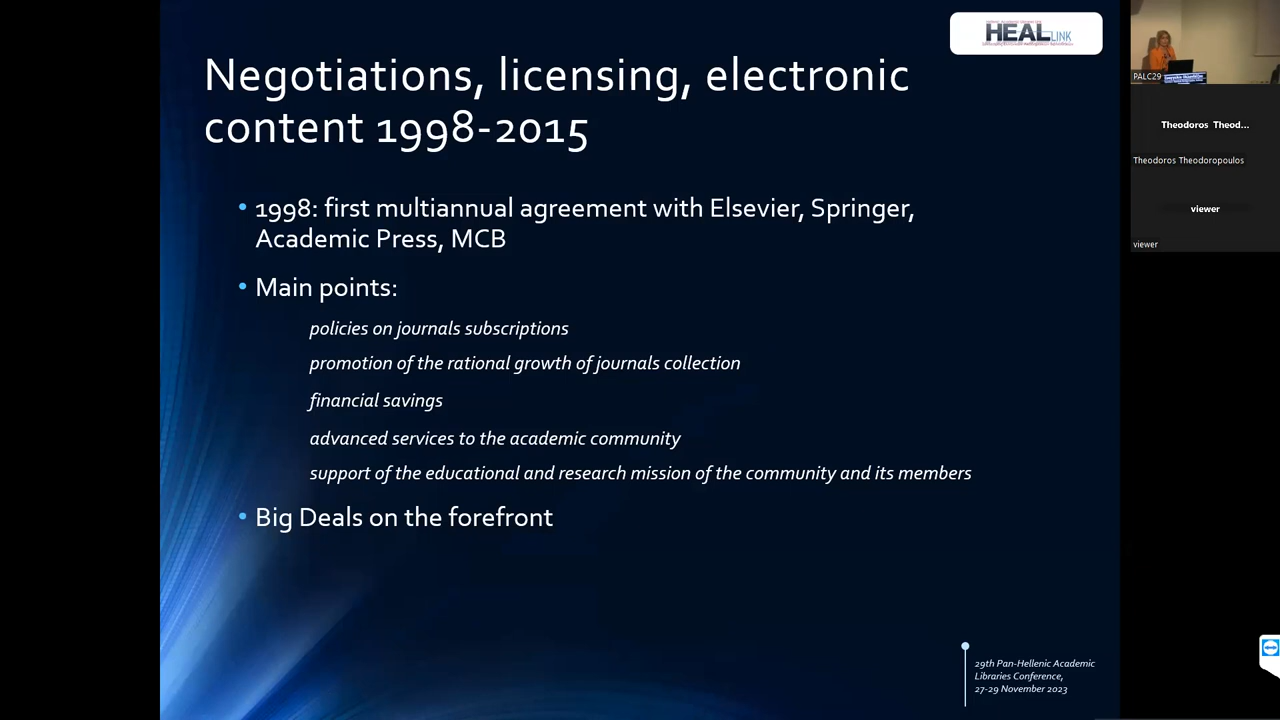 HEAL LINK
Negotiations, licensing, electronic
content 1998-2015
• 1998: first multiannual agreement with Elsevier, Springer,
Academic Press, MCB
• Main points:
policies on journals subscriptions
promotion of the rational growth of journals collection
financial savings
advanced services to the academic community
support of the educational and research mission of the community and its members
• Big Deals on the forefront
29th Pan-Hellenic Academic
Libraries Conference,
27-29 November 2023
PALC29
Theodoros Theod...
Theodoros Theodoropoulos
viewer
viewer